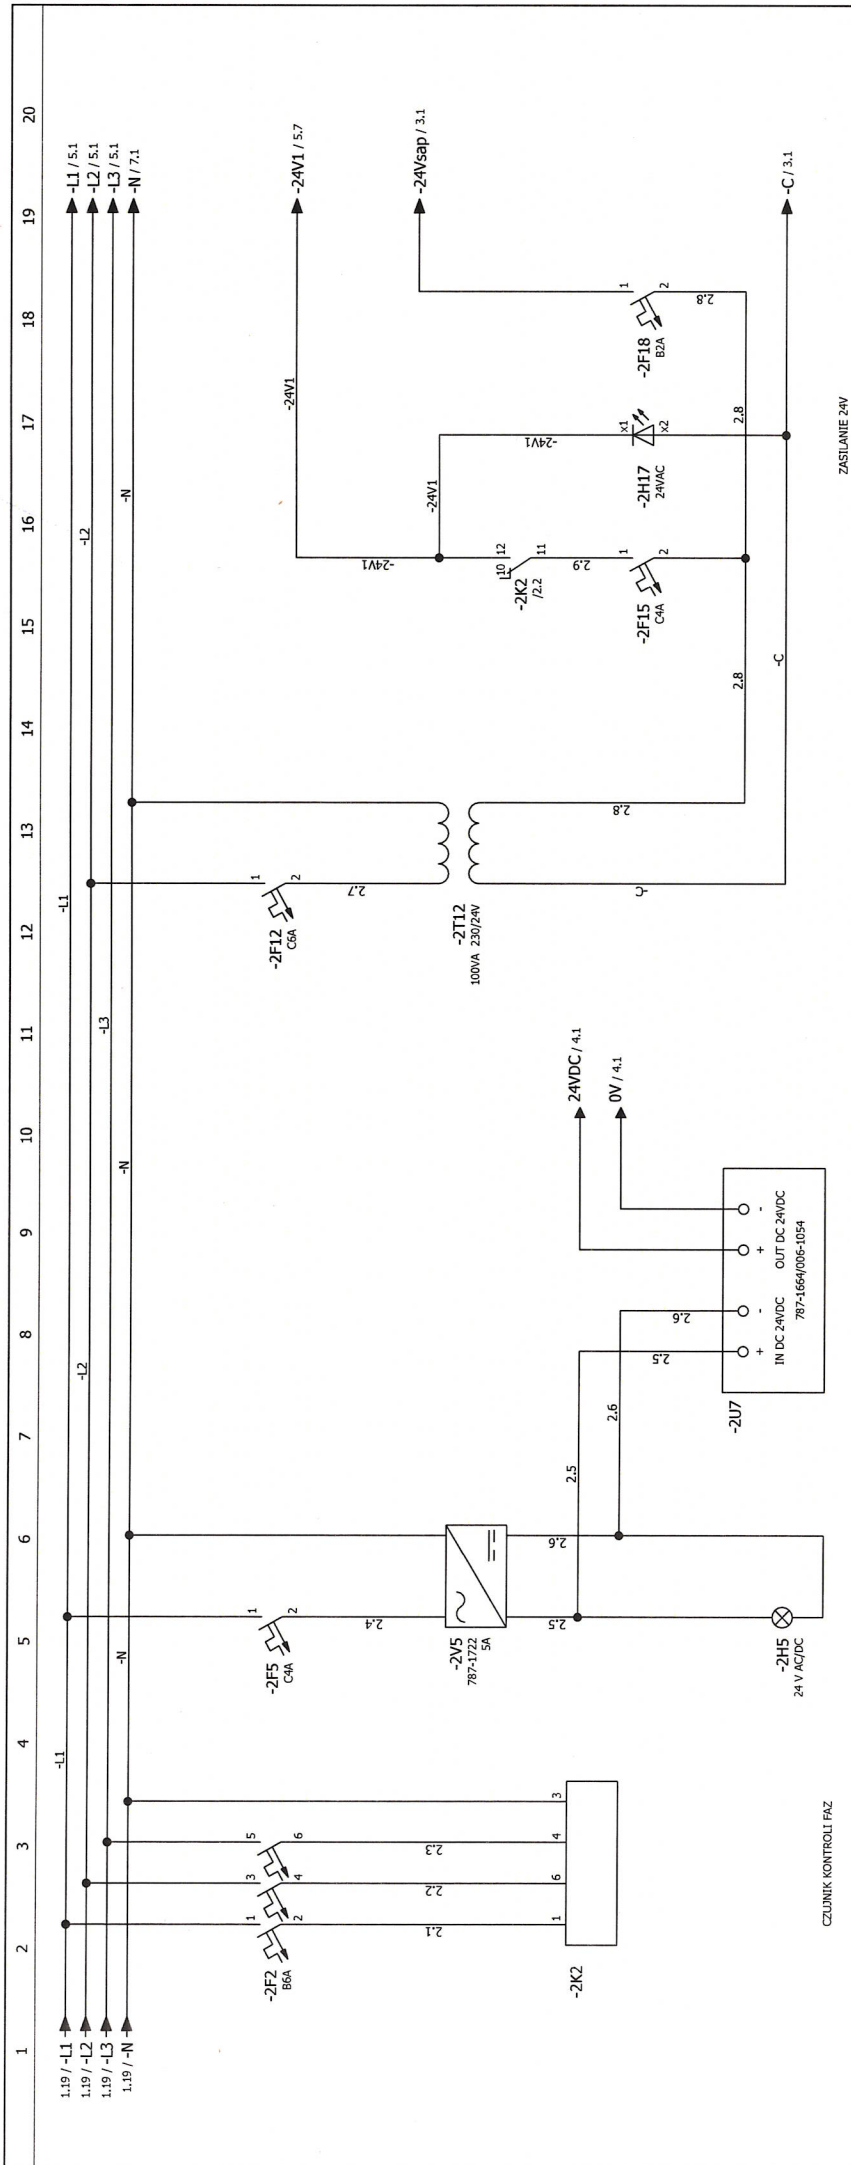 1 2 3 4 5 6 7 8 9 10 11 12 13 14 15 16 17 18 19 20
1.19 / -L1
1.19 / -L2
1.19 / -L3
1.19 / -N
-L1
-N
-L2
-N
-L3
-L1
-L2
-N
-L1 / 5.1
-L2 / 5.1
-L3 / 5.1
-N / 7.1
-2F2
B6A
1
2
3
4
5
6
2.1
2.2
2.3
1
6
4
3
-2K2
CZUJNIK KONTROLI FAZ
-2F5
C4A
1
2
2.4
-2V5
787-1722
5A
2.5
2.6
-2H5
24 V AC/DC
2.5
2.6
2.5
2.6
-2U7
+ - + -
IN DC 24VDC
OUT DC 24VDC
787-1664/006-1054
24VDC / 4.1
0V / 4.1
-2F12
C6A
1
2
2.7
-2T12
100VA 230/24V
-C
2.8
2.8
-C
-24V1
-2K2
/2.2
10
12
11
2.9
-2F15
C4A
1
2
-24V1
-24V1
-24V1
-2H17
24VAC
x1
x2
2.8
-2F18
B2A
1
2
2.8
-24V1 / 5.7
-24Vsap / 3.1
-C / 3.1
ZASILANIE 24V